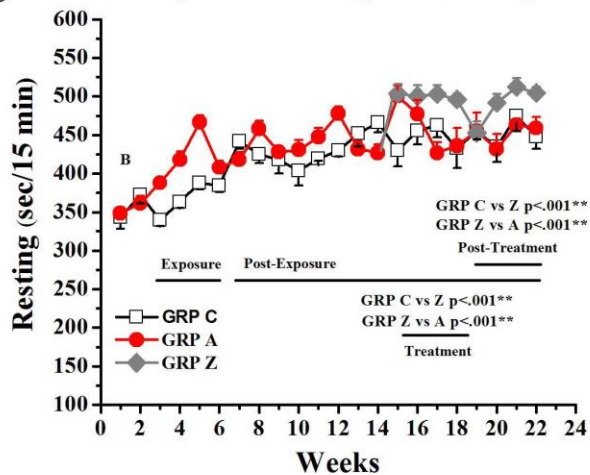 600
550
500
450
400
350
300
250
200
150
100
Resting (sec/15 min)
B
GRP C vs Z p<.001**
GRP Z vs A p<.001**
Post-Treatment
Exposure
Post-Exposure
GRP C vs Z p<.001**
GRP Z vs A p<.001**
Treatment
GRP C
GRP A
GRP Z
0 2 4 6 8 10 12 14 16 18 20 22 24
Weeks